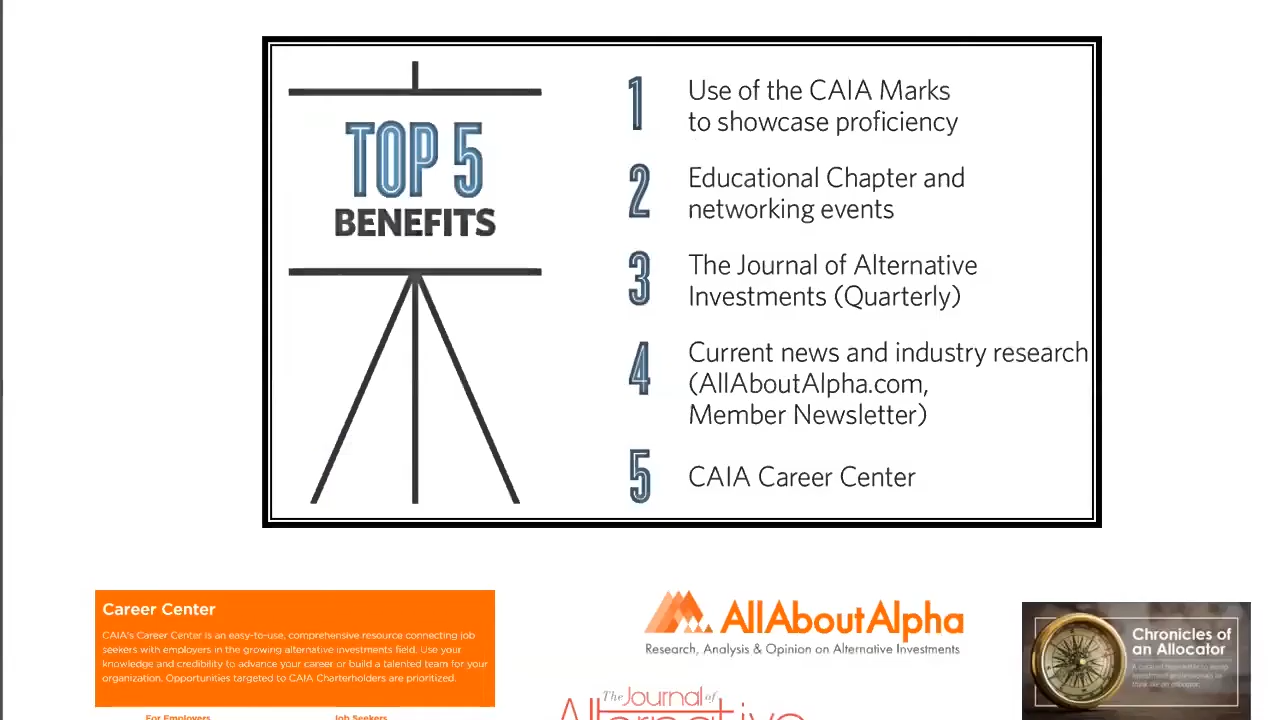 TOP 5
BENEFITS
1 Use of the CAIA Marks
to showcase proficiency
2 Educational Chapter and
networking events
3 The Journal of Alternative
Investments (Quarterly)
4 Current news and industry research
(AllAboutAlpha.com,
Member Newsletter)
5 CAIA Career Center
Career Center
CAIA's Career Center is an easy-to-use, comprehensive resource connecting job
seekers with employers in the growing alternative investments field. Use your
knowledge and credibility to advance your career or build a talented team for your
organization. Opportunities targeted to CAIA Charterholders are prioritized.
For Employers
Job Seekers
AllAboutAlpha
Research, Analysis & Opinion on Alternative Investments
The Journal of
Alternative
Chronicles of
an Allocator